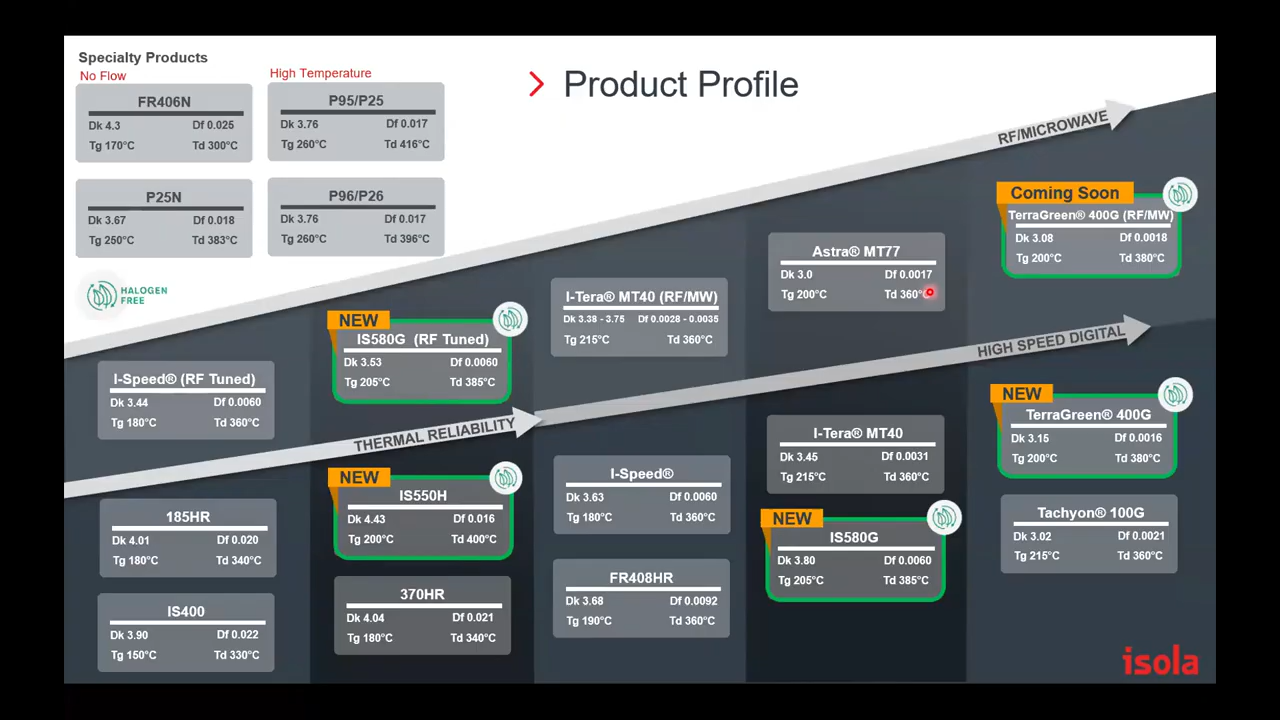 Specialty Products
No Flow
High Temperature
FR406N
Dk 4.3 Df 0.025
Tg 170°C Td 300°C
P95/P25
Dk 3.76 Df 0.017
Tg 260°C Td 416°C
P25N
Dk 3.67 Df 0.018
Tg 250°C Td 383°C
P96/P26
Dk 3.76 Df 0.017
Tg 260°C Td 396°C
HALOGEN
FREE
Product Profile
RF/MICROWAVE
I-Speed® (RF Tuned)
Dk 3.44 Df 0.0060
Tg 180°C Td 360°C
NEW
IS580G (RF Tuned)
Dk 3.53 Df 0.0060
Tg 205°C Td 385°C
I-Tera® MT40 (RF/MW)
Dk 3.38 - 3.75 Df 0.0028 - 0.0035
Tg 215°C Td 360°C
Astra® MT77
Dk 3.0 Df 0.0017
Tg 200°C Td 360°
Coming Soon
TerraGreen® 400G (RF/MW)
Dk 3.08 Df 0.0018
Tg 200°C Td 380°C
THERMAL RELIABILITY
HIGH SPEED DIGITAL
185HR
Dk 4.01 Df 0.020
Tg 180°C Td 340°C
IS400
Dk 3.90 Df 0.022
Tg 150°C Td 330°C
NEW
IS550H
Dk 4.43 Df 0.016
Tg 200°C Td 400°C
370HR
Dk 4.04 Df 0.021
Tg 180°C Td 340°C
I-Speed®
Dk 3.63 Df 0.0060
Tg 180°C Td 360°C
FR408HR
Dk 3.68 Df 0.0092
Tg 190°C Td 360°C
I-Tera® MT40
Dk 3.45 Df 0.0031
Tg 215°C Td 360°C
NEW
IS580G
Dk 3.80 Df 0.0060
Tg 205°C Td 385°C
NEW
TerraGreen® 400G
Dk 3.15 Df 0.0016
Tg 200°C Td 380°C
Tachyon® 100G
Dk 3.02 Df 0.0021
Tg 215°C Td 360°C
isola